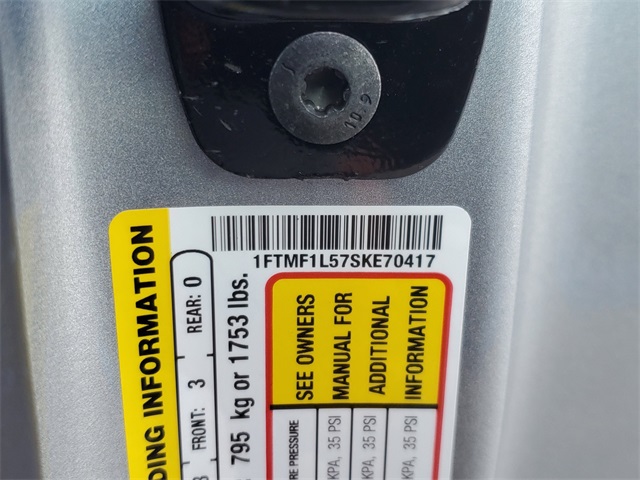 10.9
1FTMF1L57SKE70417
DING INFORMATION
FRONT: 3 REAR: 0
795 kg or 1753 lbs.
SEE OWNERS
MANUAL FOR
ADDITIONAL
INFORMATION
RE PRESSURE
KPA, 35 PSI
KPA, 35 PSI
KPA, 35 PSI